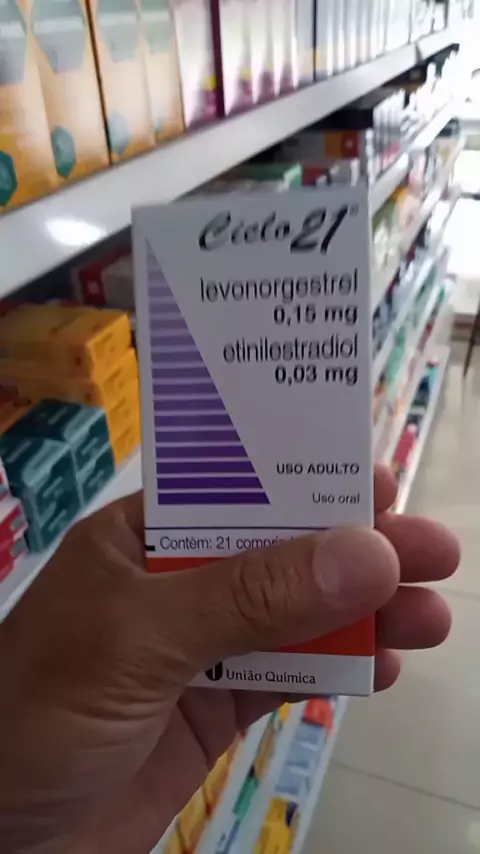 Ciclo 21®
levonorgestrel
0,15 mg
etinilestradiol
0,03 mg
USO ADULTO
Uso oral
Contém: 21
União Química